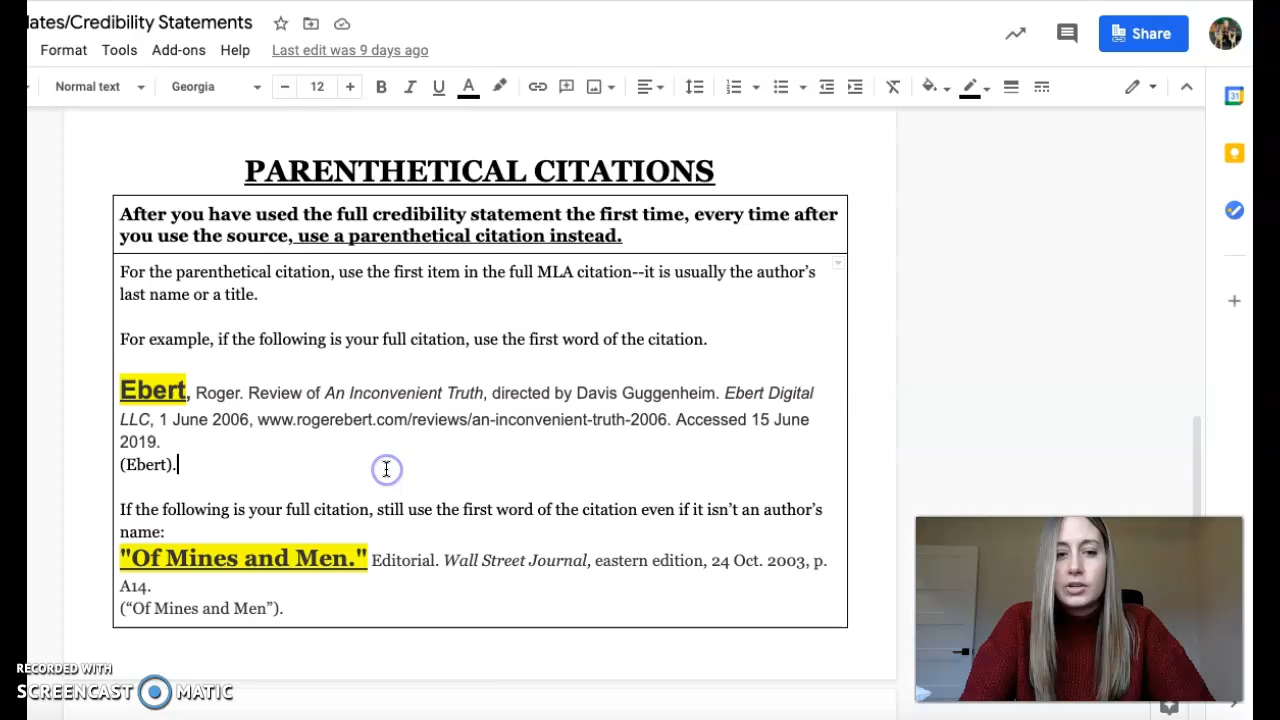 lates/Credibility Statements
Format Tools Add-ons Help Last edit was 9 days ago
Share
Normal text Georgia 12 B I U A
31
PARENTHETICAL CITATIONS
After you have used the full credibility statement the first time, every time after
you use the source, use a parenthetical citation instead.
For the parenthetical citation, use the first item in the full MLA citation--it is usually the author’s
last name or a title.
For example, if the following is your full citation, use the first word of the citation.
Ebert, Roger. Review of An Inconvenient Truth, directed by Davis Guggenheim. Ebert Digital
LLC, 1 June 2006, www.rogerebert.com/reviews/an-inconvenient-truth-2006. Accessed 15 June
2019.
(Ebert).
If the following is your full citation, still use the first word of the citation even if it isn’t an author’s
name:
"Of Mines and Men." Editorial. Wall Street Journal, eastern edition, 24 Oct. 2003, p.
A14.
(“Of Mines and Men”).
RECORDED WITH
SCREENCAST MATIC